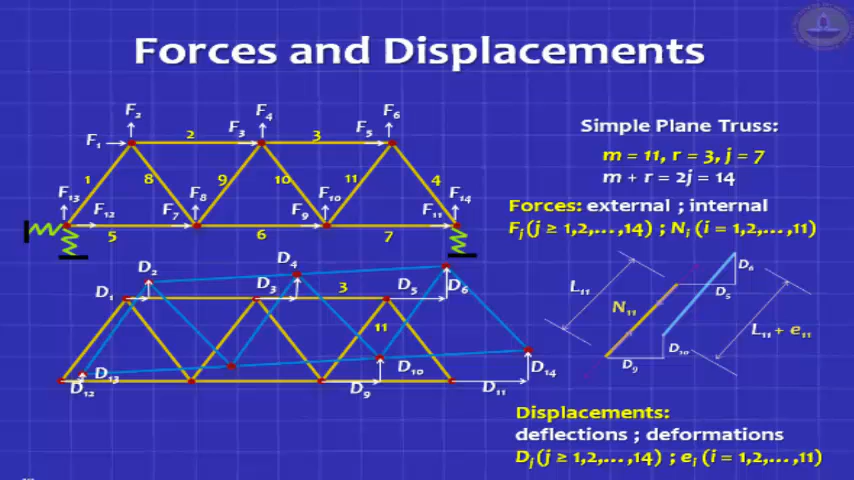 Forces and Displacements
F₂ F₄ F₆
F₁ 2 F₃ 3 F₅
1 8 9 10 11 4
F₁₃ F₈ F₁₀ F₁₄
F₁₂ F₇ F₉ F₁₁
5 6 7
Simple Plane Truss:
m = 11, r = 3, j = 7
m + r = 2j = 14
Forces: external ; internal
Fⱼ (j ≥ 1,2,...,14) ; Nᵢ (i = 1,2,...,11)
D₂ D₄
D₁ D₃ 3 D₅ D₆
11
D₁₃ D₁₀ D₁₄
D₁₂ D₉ D₁₁
L₁₁ D₆
D₅
N₁₁
L₁₁ + e₁₁
D₁₀
D₉
Displacements:
deflections ; deformations
Dⱼ (j ≥ 1,2,...,14) ; eᵢ (i = 1,2,...,11)